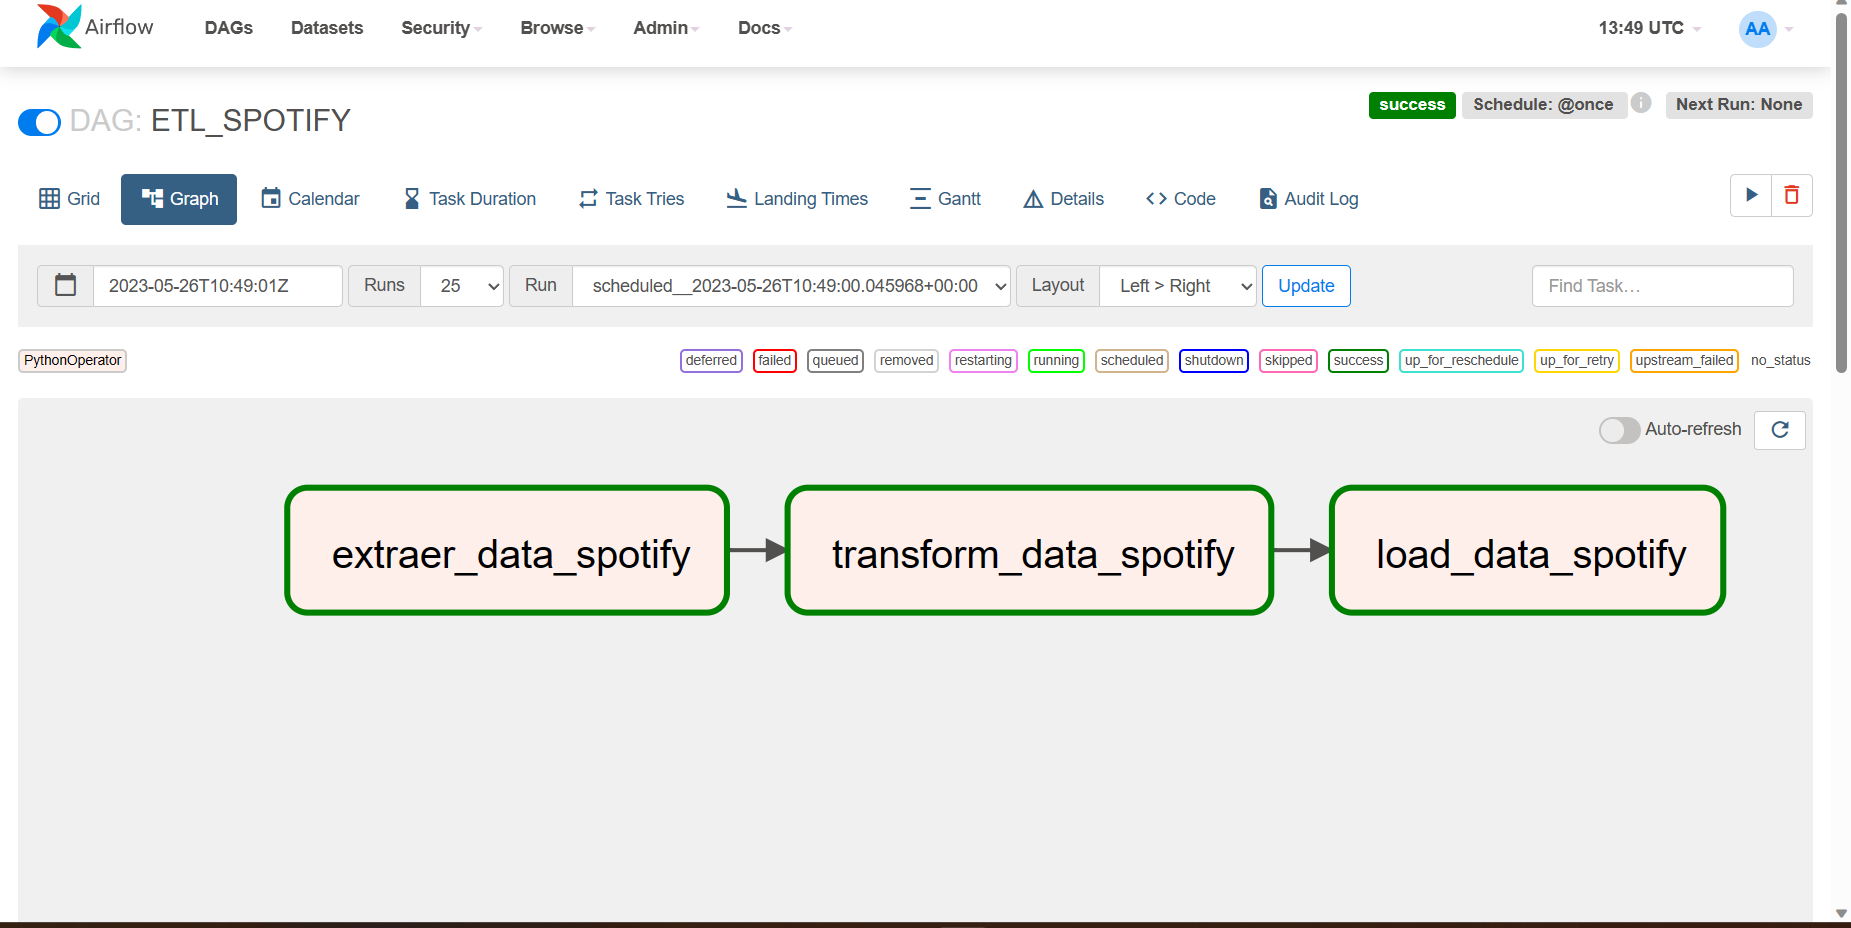 Airflow DAGs Datasets Security Browse Admin Docs 13:49 UTC AA
DAG: ETL_SPOTIFY success Schedule: @once i Next Run: None
Grid Graph Calendar Task Duration Task Tries Landing Times Gantt Details Code Audit Log
2023-05-26T10:49:01Z Runs 25 Run scheduled__2023-05-26T10:49:00.045968+00:00 Layout Left > Right Update Find Task…
PythonOperator deferred failed queued removed restarting running scheduled shutdown skipped success up_for_reschedule up_for_retry upstream_failed no_status
Auto-refresh
extraer_data_spotify transform_data_spotify load_data_spotify